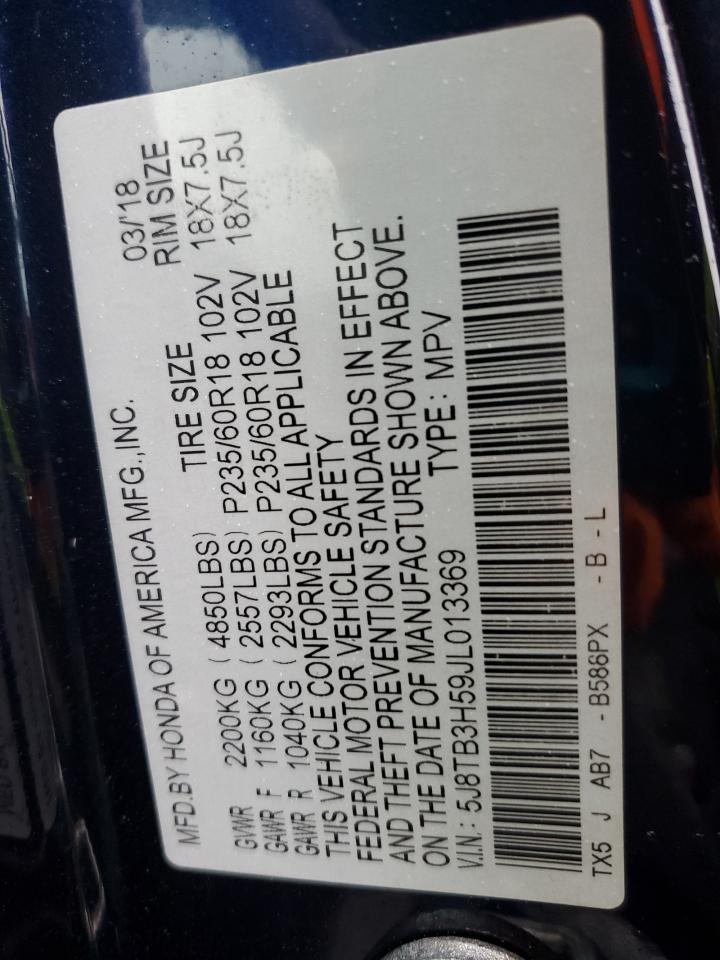 MFD.BY HONDA OF AMERICA MFG.,INC. 03/'18
GVWR 2200KG ( 4850LBS) TIRE SIZE RIM SIZE
GAWR F 1160KG ( 2557LBS) P235/60R18 102V 18X7.5J
GAWR R 1040KG ( 2293LBS) P235/60R18 102V 18X7.5J
THIS VEHICLE CONFORMS TO ALL APPLICABLE
FEDERAL MOTOR VEHICLE SAFETY
AND THEFT PREVENTION STANDARDS IN EFFECT
ON THE DATE OF MANUFACTURE SHOWN ABOVE.
V.I.N.: 5J8TB3H59JL013369 TYPE: MPV
TX5 J AB7 - B586PX - B - L